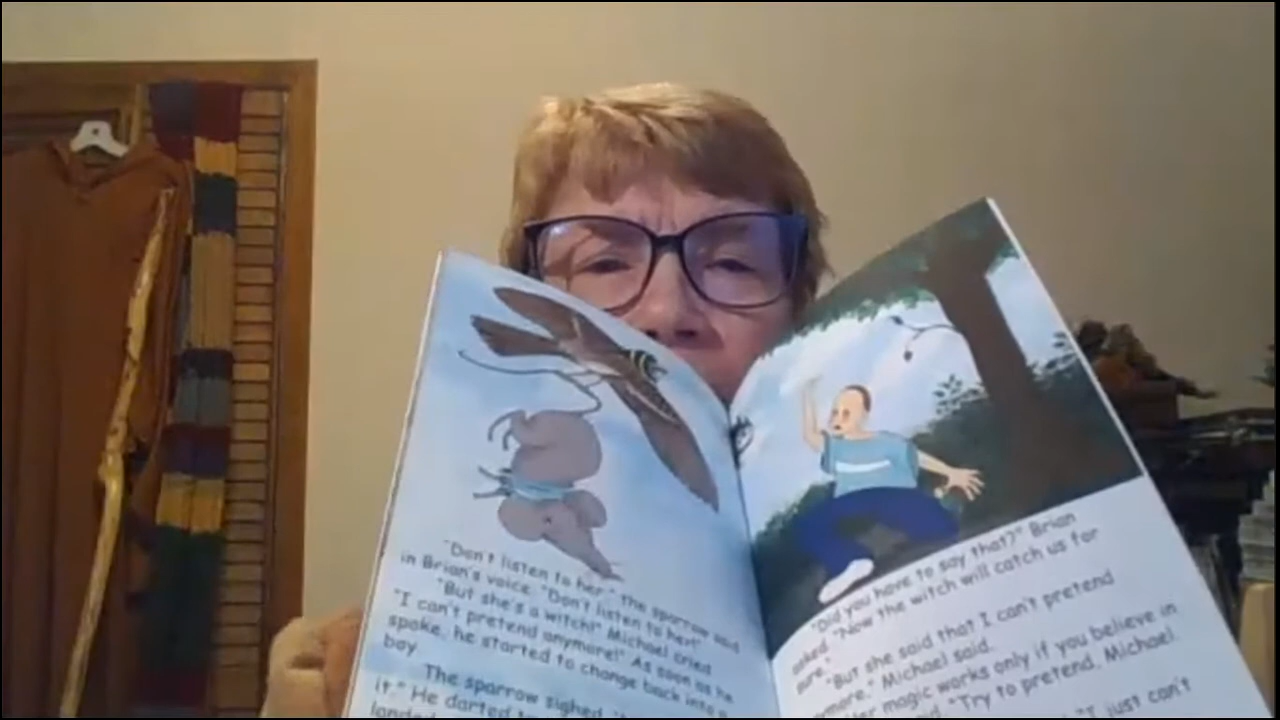 "Don't listen to her," the sparrow said
in Brian's voice. "Don't listen to her!"
"But she's a witch!" Michael cried.
"I can't pretend anymore!" As soon as he
spoke, he started to change back into a
boy.
The sparrow sighed.
it." He darted
landed
"Did you have to say that?" Brian
asked. "Now the witch will catch us for
sure."
"But she said that I can't pretend
anymore," Michael said.
magic works only if you believe in
"Try to pretend, Michael.
"I just can't